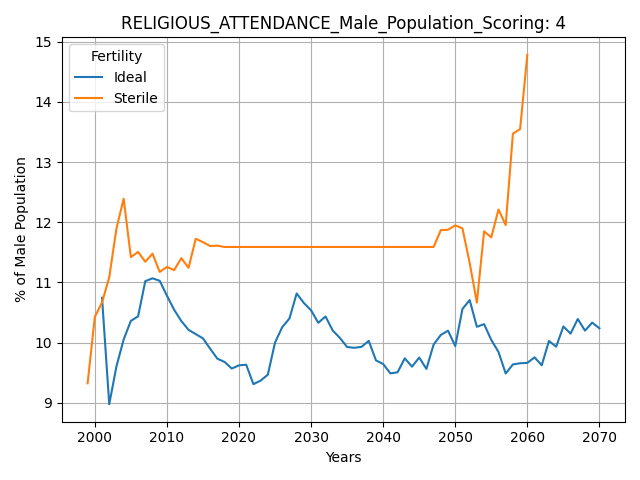 RELIGIOUS_ATTENDANCE_Male_Population_Scoring: 4
Fertility
Ideal
Sterile
% of Male Population
15
14
13
12
11
10
9
2000 2010 2020 2030 2040 2050 2060 2070
Years